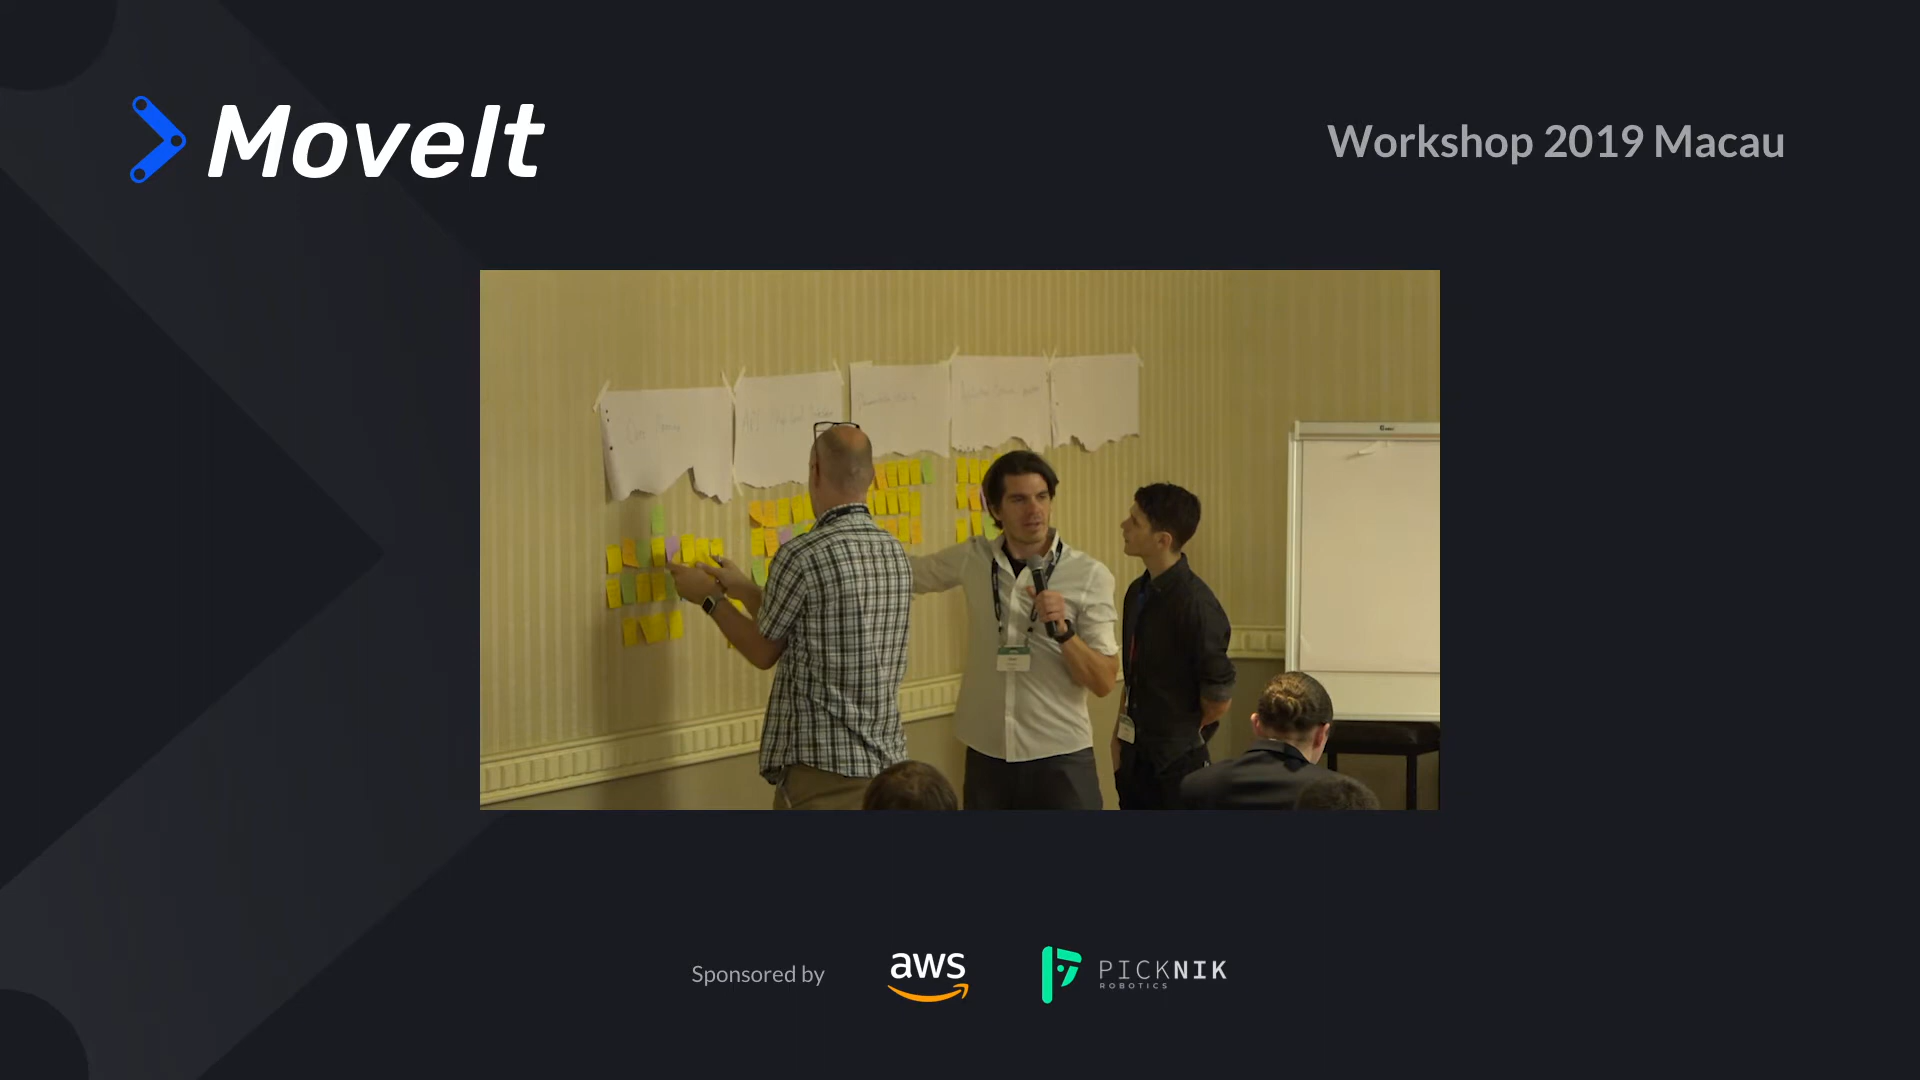 MoveIt
Workshop 2019 Macau
Sponsored by
aws
PICKNIK
ROBOTICS